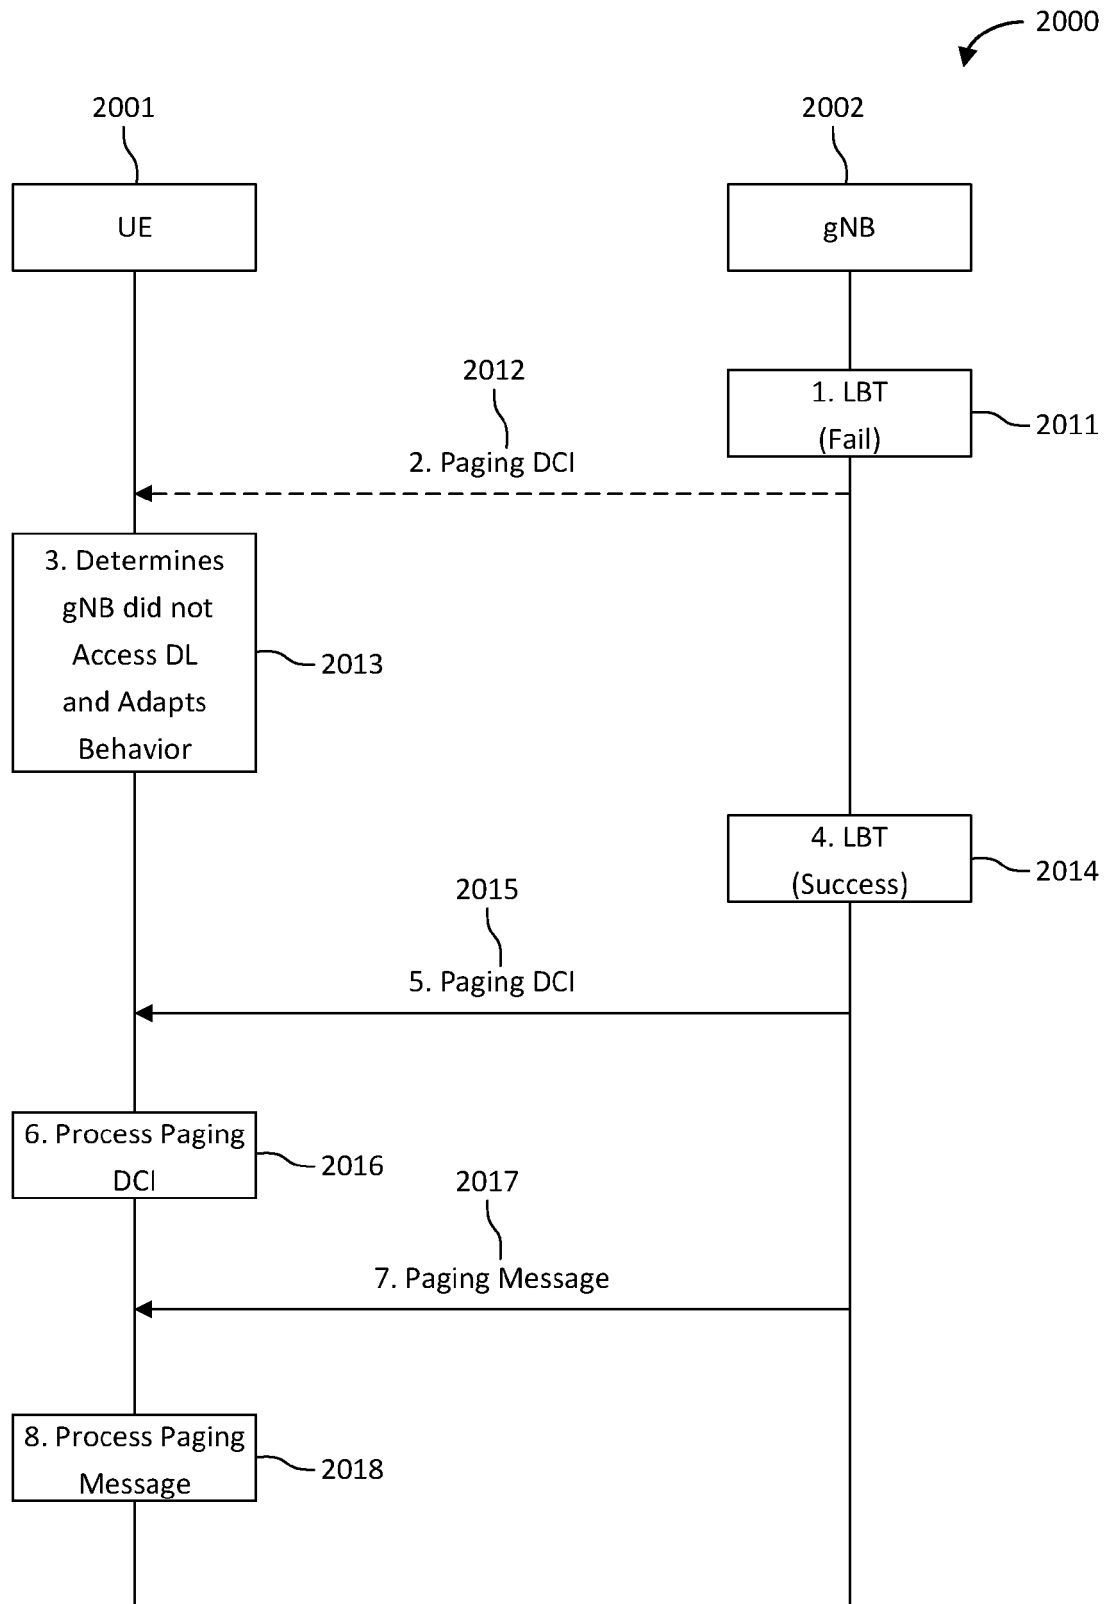 2000
2001
2002
UE
gNB
2012
1. LBT
(Fail)
2011
2. Paging DCI
3. Determines
gNB did not
Access DL
and Adapts
Behavior
2013
4. LBT
(Success)
2014
2015
5. Paging DCI
6. Process Paging
DCI
2016
2017
7. Paging Message
8. Process Paging
Message
2018